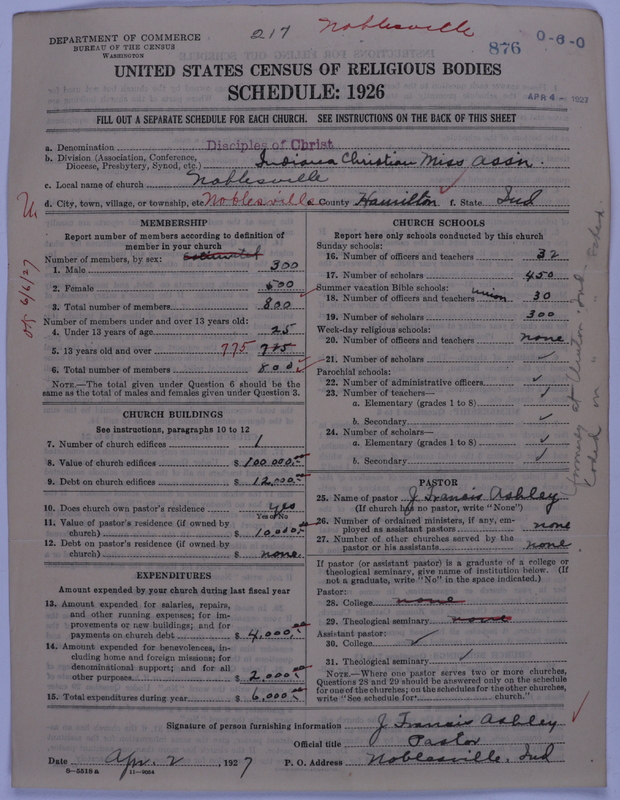 217 Noblesville
DEPARTMENT OF COMMERCE
BUREAU OF THE CENSUS
WASHINGTON
876
0-6-0
UNITED STATES CENSUS OF RELIGIOUS BODIES
SCHEDULE: 1926
APR 4 - 1927
FILL OUT A SEPARATE SCHEDULE FOR EACH CHURCH. SEE INSTRUCTIONS ON THE BACK OF THIS SHEET
a. Denomination Disciples of Christ
b. Division (Association, Conference, Diocese, Presbytery, Synod, etc.) Indiana Christian Miss Assn.
c. Local name of church Noblesville
d. City, town, village, or township, etc Noblesville e. County Hamilton f. State Ind
MEMBERSHIP
Report number of members according to definition of member in your church
Number of members, by sex: estimated
1. Male 300
2. Female 500
3. Total number of members 800
Number of members under and over 13 years old:
4. Under 13 years of age 25
5. 13 years old and over 775 775
6. Total number of members 800
NOTE.—The total given under Question 6 should be the same as the total of males and females given under Question 3.
CHURCH BUILDINGS
See instructions, paragraphs 10 to 12
7. Number of church edifices 1
8. Value of church edifices $ 100,000.00
9. Debt on church edifices $ 12,000.00
10. Does church own pastor's residence Yes
Yes or No
11. Value of pastor's residence (if owned by church) $ 10,000.00
12. Debt on pastor's residence (if owned by church) $ none
EXPENDITURES
Amount expended by your church during last fiscal year
13. Amount expended for salaries, repairs, and other running expenses; for improvements or new buildings; and for payments on church debt $ 4,000.00
14. Amount expended for benevolences, including home and foreign missions; for denominational support; and for all other purposes $ 2,000.00
15. Total expenditures during year $ 6,000.00
CHURCH SCHOOLS
Report here only schools conducted by this church
Sunday schools:
16. Number of officers and teachers 32
17. Number of scholars 450
Summer vacation Bible schools:
18. Number of officers and teachers union 30
19. Number of scholars 300
Week-day religious schools:
20. Number of officers and teachers none
21. Number of scholars
Parochial schools:
22. Number of administrative officers
23. Number of teachers—
a. Elementary (grades 1 to 8)
b. Secondary
24. Number of scholars—
a. Elementary (grades 1 to 8)
b. Secondary
PASTOR
25. Name of pastor J Francis Ashley
(If church has no pastor, write "None")
26. Number of ordained ministers, if any, employed as assistant pastors none
27. Number of other churches served by the pastor or his assistants none
If pastor (or assistant pastor) is a graduate of a college or theological seminary, give name of institution below. (If not a graduate, write "No" in the space indicated.)
Pastor:
28. College none
29. Theological seminary none
Assistant pastor:
30. College
31. Theological seminary
NOTE.—Where one pastor serves two or more churches, Questions 28 and 29 should be answered only on the schedule for one of the churches; on the schedules for the other churches, write "See schedule for church."
Signature of person furnishing information J Francis Ashley
Official title Pastor
Date Apr 2, 1927 P. O. Address Noblesville, Ind
6-5518 a 11-9054